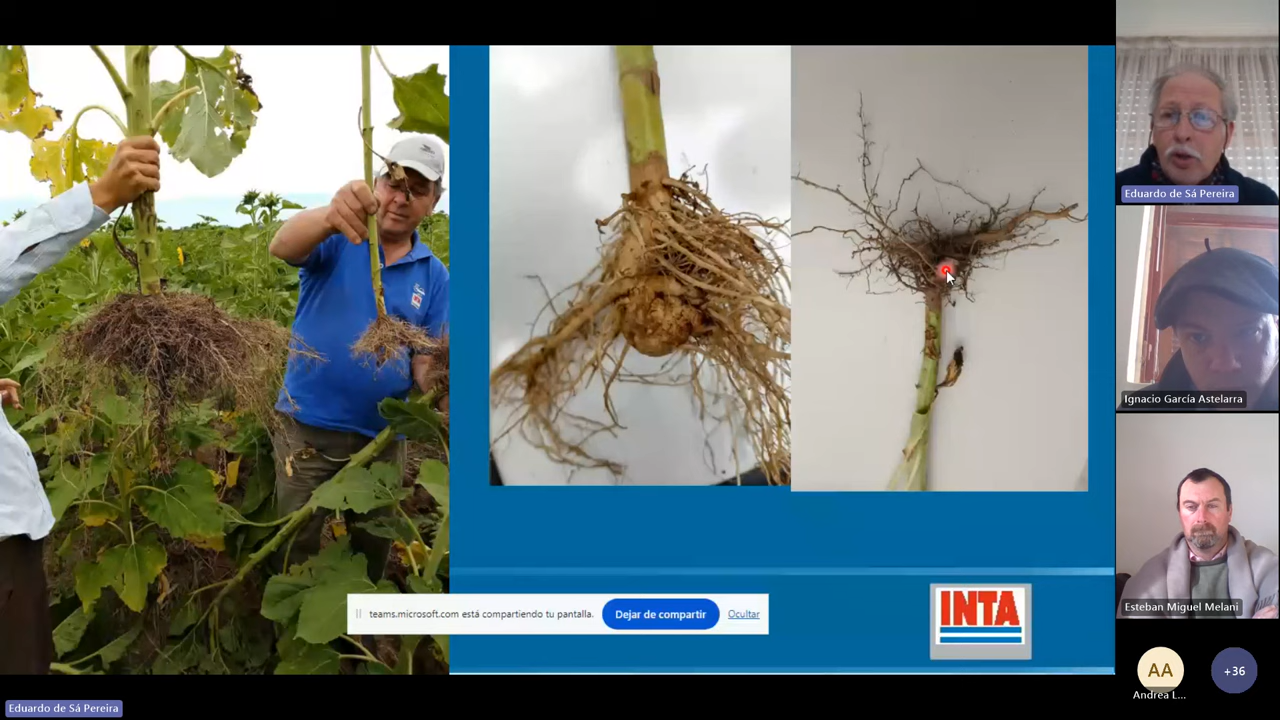 Eduardo de Sá Pereira
Ignacio García Astelarra
Esteban Miguel Melani
teams.microsoft.com está compartiendo tu pantalla.
Dejar de compartir
Ocultar
INTA
AA
Andrea L...
+36
Eduardo de Sá Pereira